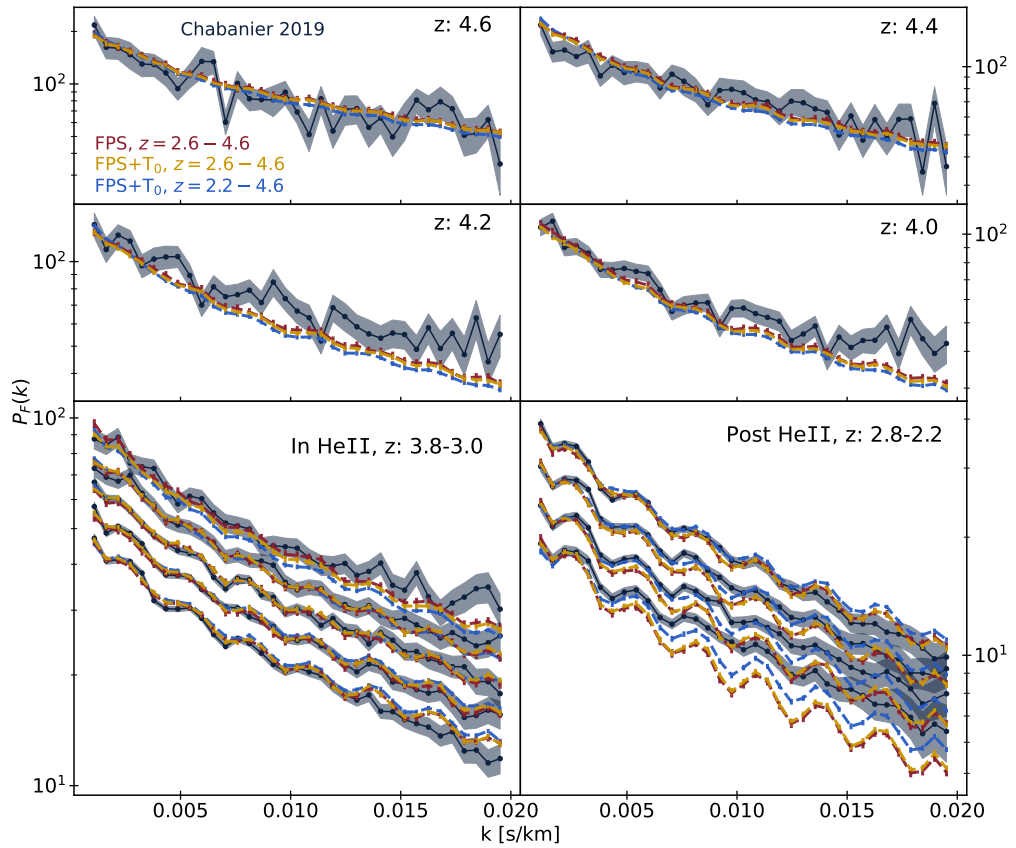 Chabanier 2019
z: 4.6
z: 4.4
10²
10²
FPS, z = 2.6 − 4.6
FPS+T₀, z = 2.6 − 4.6
FPS+T₀, z = 2.2 − 4.6
z: 4.2
z: 4.0
10²
10²
P_F(k)
10²
In HeII, z: 3.8-3.0
Post HeII, z: 2.8-2.2
10¹
10¹
0.005 0.010 0.015 0.020 0.005 0.010 0.015 0.020
k [s/km]